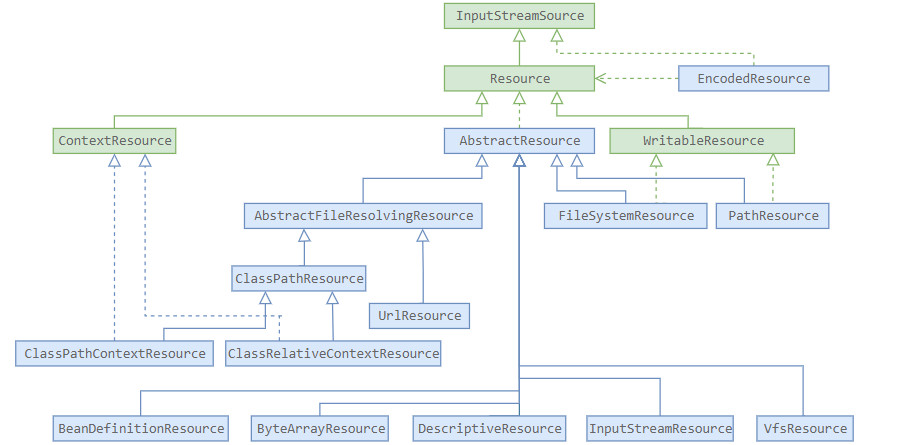 InputStreamSource
Resource
EncodedResource
ContextResource
AbstractResource
WritableResource
AbstractFileResolvingResource
FileSystemResource
PathResource
ClassPathResource
UrlResource
ClassPathContextResource
ClassRelativeContextResource
BeanDefinitionResource
ByteArrayResource
DescriptiveResource
InputStreamResource
VfsResource